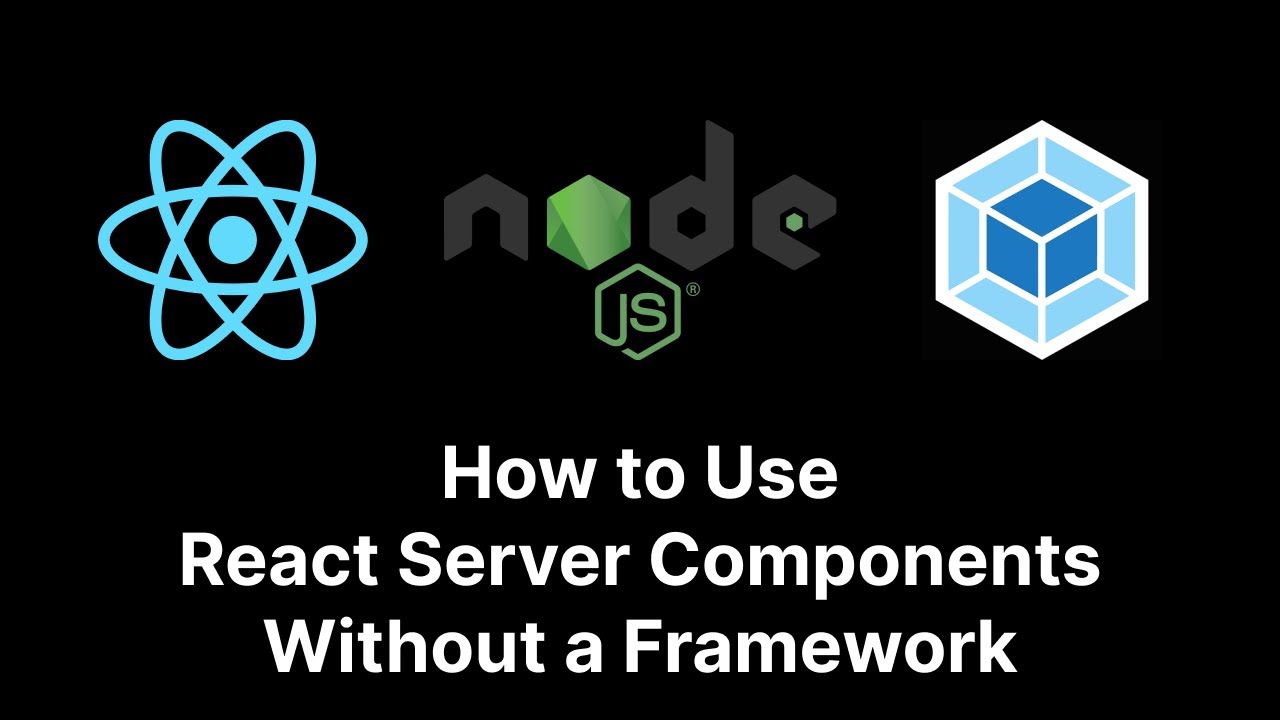 node
JS®
How to Use
React Server Components
Without a Framework